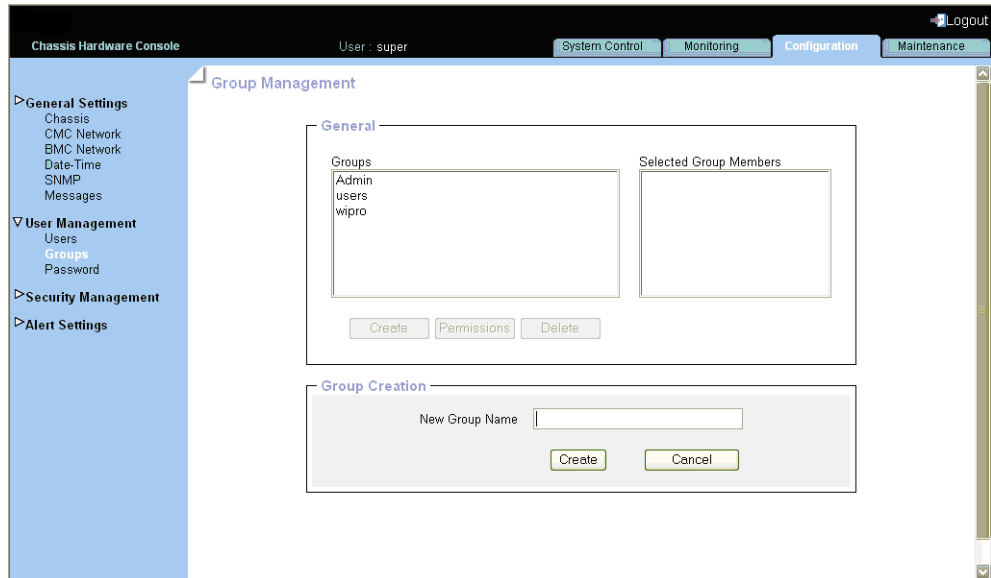 Logout
Chassis Hardware Console
User : super
System Control
Monitoring
Configuration
Maintenance
General Settings
Chassis
CMC Network
BMC Network
Date-Time
SNMP
Messages
User Management
Users
Groups
Password
Security Management
Alert Settings
Group Management
General
Groups
Selected Group Members
Admin
users
wipro
Create
Permissions
Delete
Group Creation
New Group Name
Create
Cancel